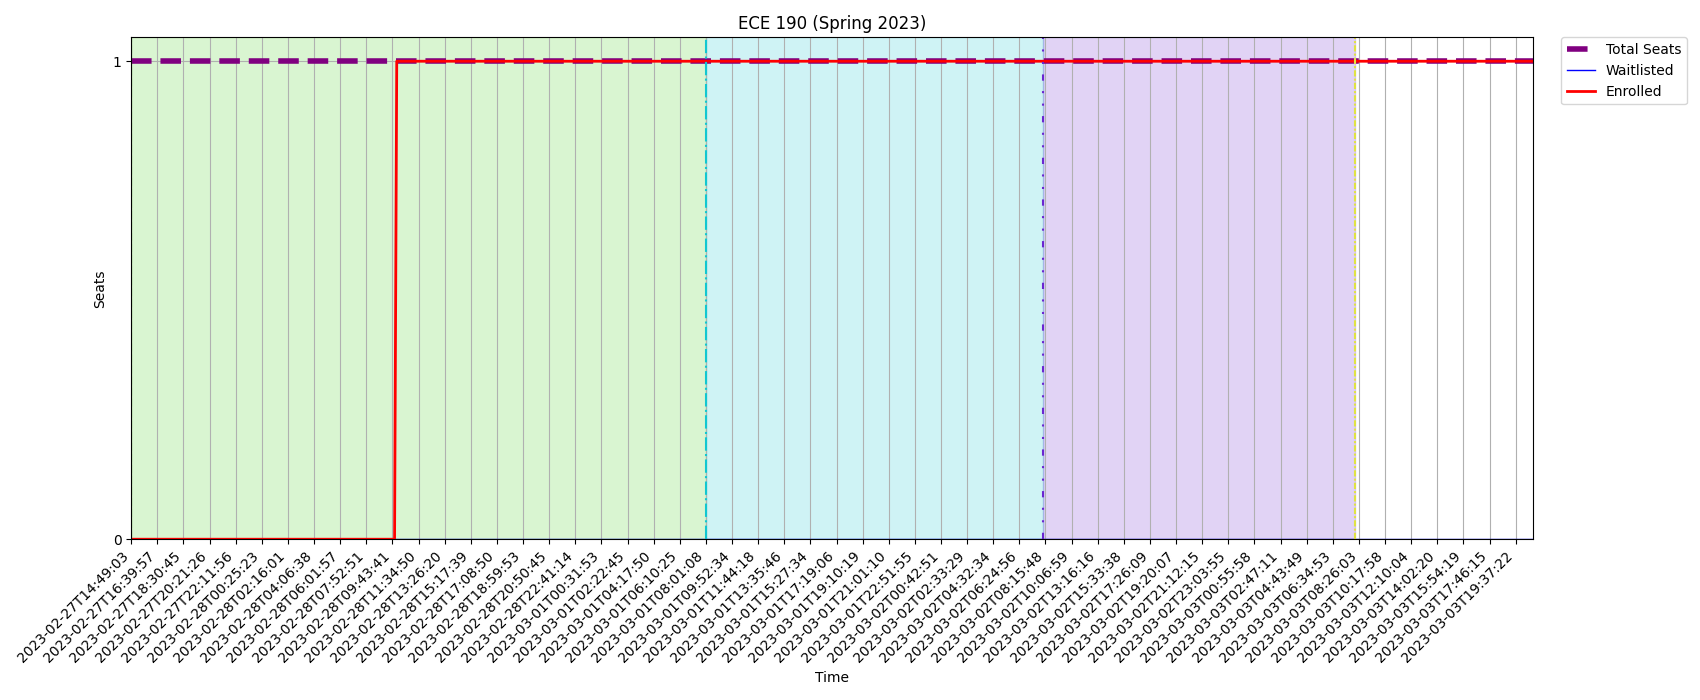 ECE 190 (Spring 2023)
Total Seats
Waitlisted
Enrolled
1
0
Seats
2023-02-27T14:49:03
2023-02-27T16:39:57
2023-02-27T18:30:45
2023-02-27T20:21:26
2023-02-27T22:11:56
2023-02-28T00:25:23
2023-02-28T02:16:01
2023-02-28T04:06:38
2023-02-28T06:01:57
2023-02-28T07:52:51
2023-02-28T09:43:41
2023-02-28T11:34:50
2023-02-28T13:26:20
2023-02-28T15:17:39
2023-02-28T17:08:50
2023-02-28T18:59:53
2023-02-28T20:50:45
2023-02-28T22:41:14
2023-03-01T00:31:53
2023-03-01T02:22:45
2023-03-01T04:17:50
2023-03-01T06:10:25
2023-03-01T08:01:08
2023-03-01T09:52:34
2023-03-01T11:44:18
2023-03-01T13:35:46
2023-03-01T15:27:34
2023-03-01T17:19:06
2023-03-01T19:10:19
2023-03-01T21:01:10
2023-03-01T22:51:55
2023-03-02T00:42:51
2023-03-02T02:33:29
2023-03-02T04:32:34
2023-03-02T06:24:56
2023-03-02T08:15:48
2023-03-02T10:06:59
2023-03-02T13:16:16
2023-03-02T15:33:38
2023-03-02T17:26:09
2023-03-02T19:20:07
2023-03-02T21:12:15
2023-03-02T23:03:55
2023-03-03T00:55:58
2023-03-03T02:47:11
2023-03-03T04:43:49
2023-03-03T06:34:53
2023-03-03T08:26:03
2023-03-03T10:17:58
2023-03-03T12:10:04
2023-03-03T14:02:20
2023-03-03T15:54:19
2023-03-03T17:46:15
2023-03-03T19:37:22
Time